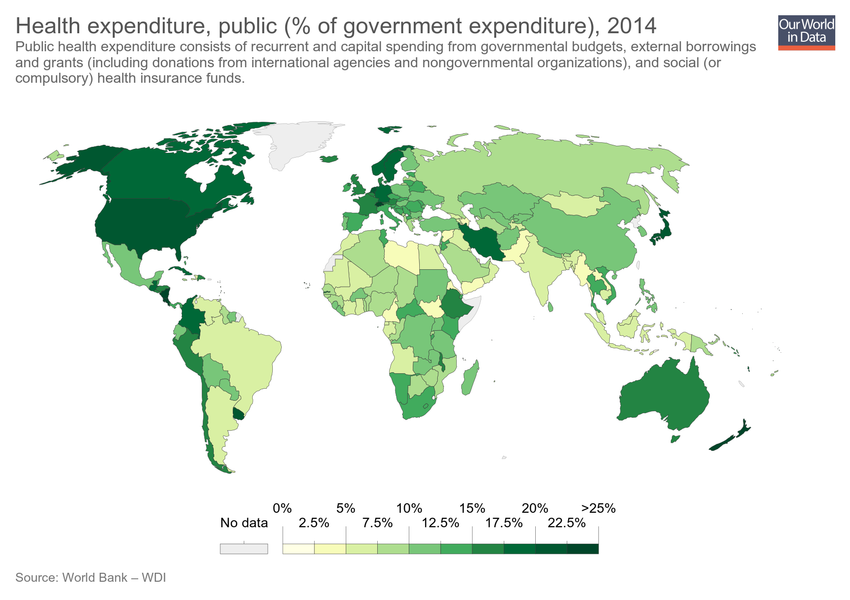 Health expenditure, public (% of government expenditure), 2014
Our World
in Data
Public health expenditure consists of recurrent and capital spending from governmental budgets, external borrowings
and grants (including donations from international agencies and nongovernmental organizations), and social (or
compulsory) health insurance funds.
0% 5% 10% 15% 20% >25%
No data 2.5% 7.5% 12.5% 17.5% 22.5%
Source: World Bank – WDI